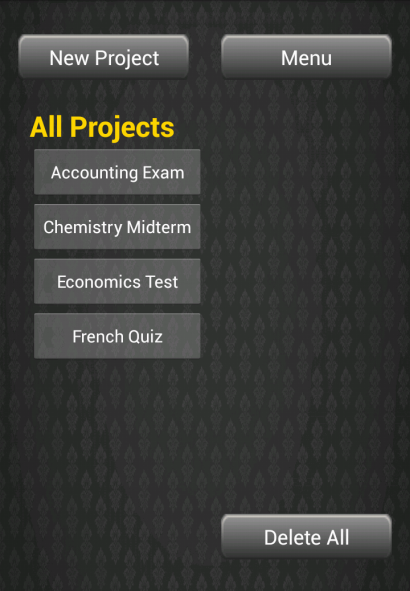 New Project
Menu
All Projects
Accounting Exam
Chemistry Midterm
Economics Test
French Quiz
Delete All